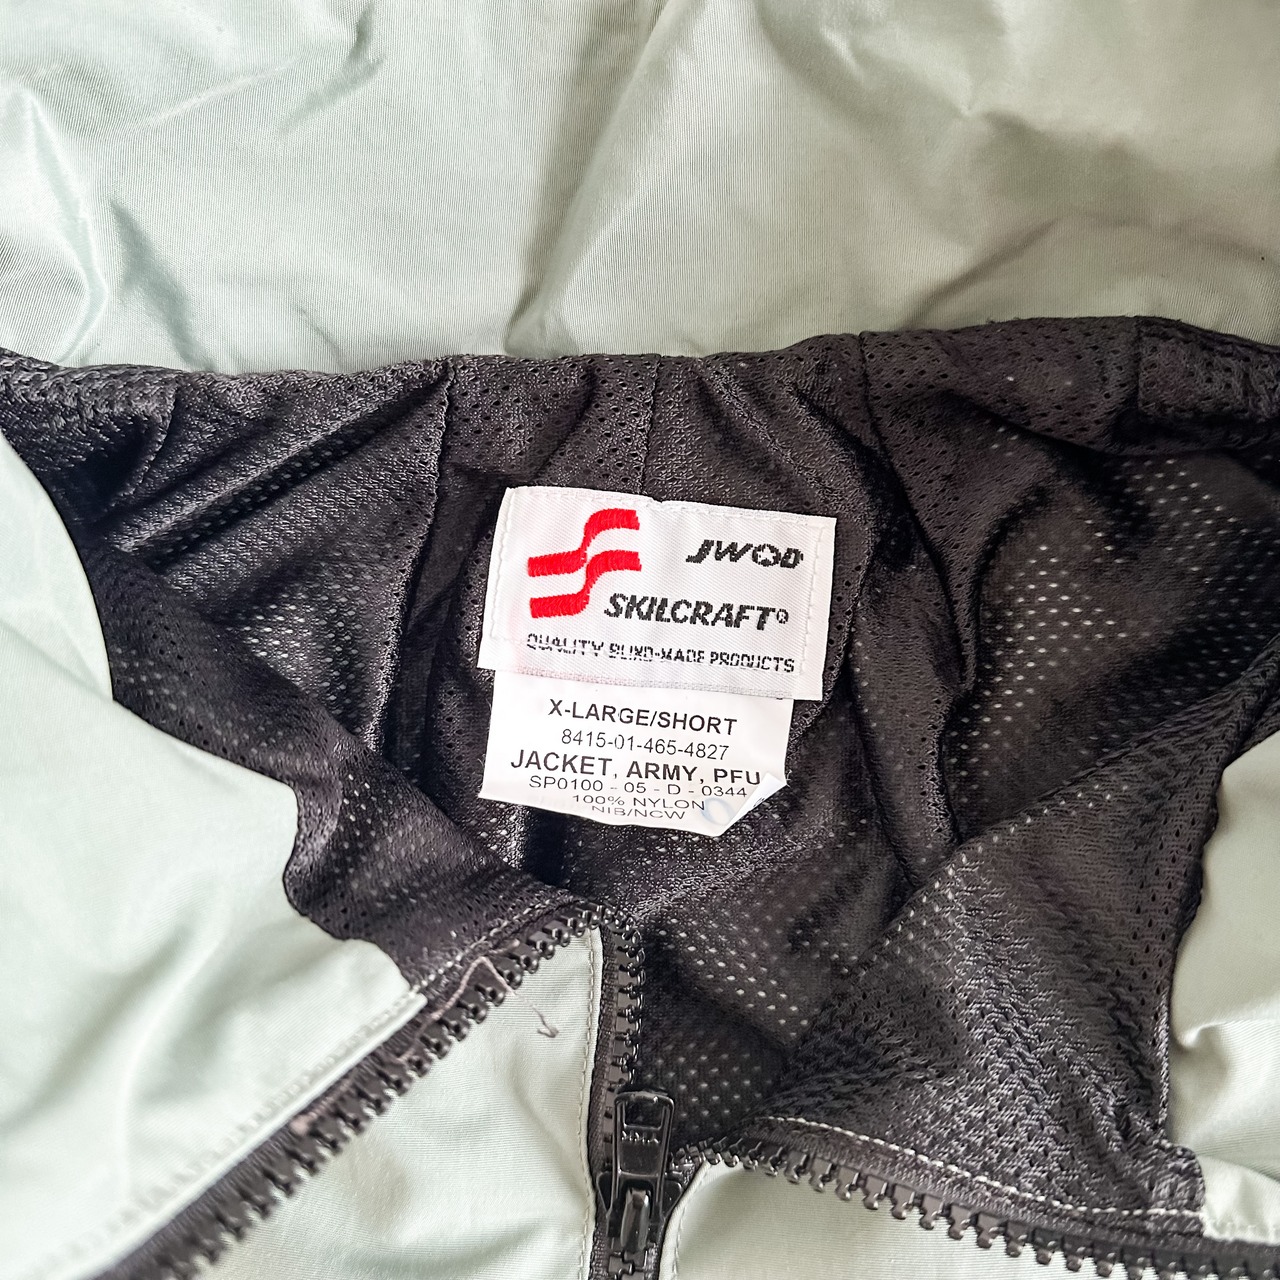 JWOD
SKILCRAFT®
QUALITY BLIND-MADE PRODUCTS
X-LARGE/SHORT
8415-01-465-4827
JACKET, ARMY, PFU
SP0100 - 05 - D - 0344
100% NYLON
NIB/NCW